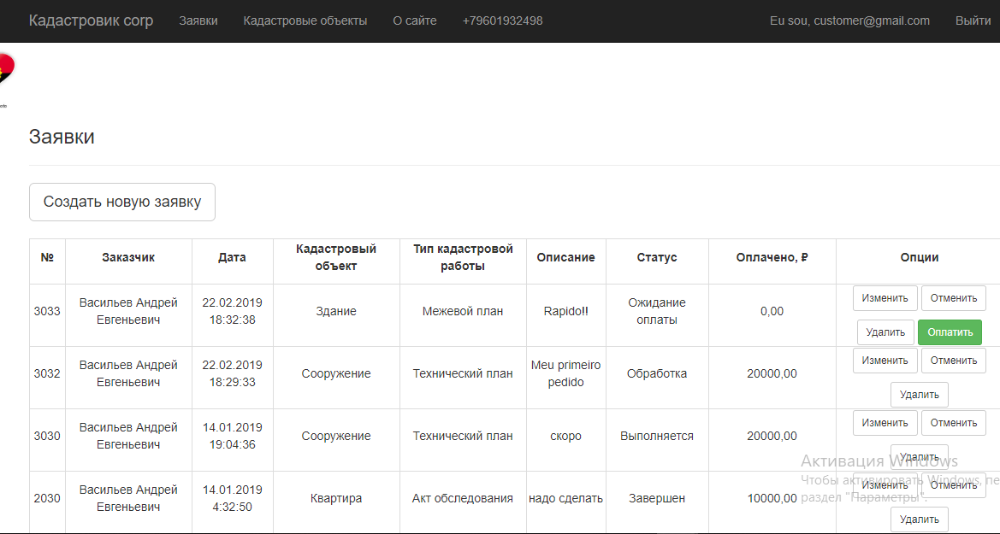 Кадастровик corp Заявки Кадастровые объекты О сайте +79601932498 Eu sou, customer@gmail.com Выйти
Заявки
Создать новую заявку
№ Заказчик Дата Кадастровый объект Тип кадастровой работы Описание Статус Оплачено, ₽ Опции
3033 Васильев Андрей Евгеньевич 22.02.2019 18:32:38 Здание Межевой план Rapido!! Ожидание оплаты 0,00 Изменить Отменить
Удалить Оплатить
3032 Васильев Андрей Евгеньевич 22.02.2019 18:29:33 Сооружение Технический план Meu primeiro pedido Обработка 20000,00 Изменить Отменить
Удалить
3030 Васильев Андрей Евгеньевич 14.01.2019 19:04:36 Сооружение Технический план скоро Выполняется 20000,00 Изменить Отменить
Удалить
2030 Васильев Андрей Евгеньевич 14.01.2019 4:32:50 Квартира Акт обследования надо сделать Завершен 10000,00 Изменить Отменить
Удалить
Активация Windows
Чтобы активировать Windows, пе
раздел "Параметры".